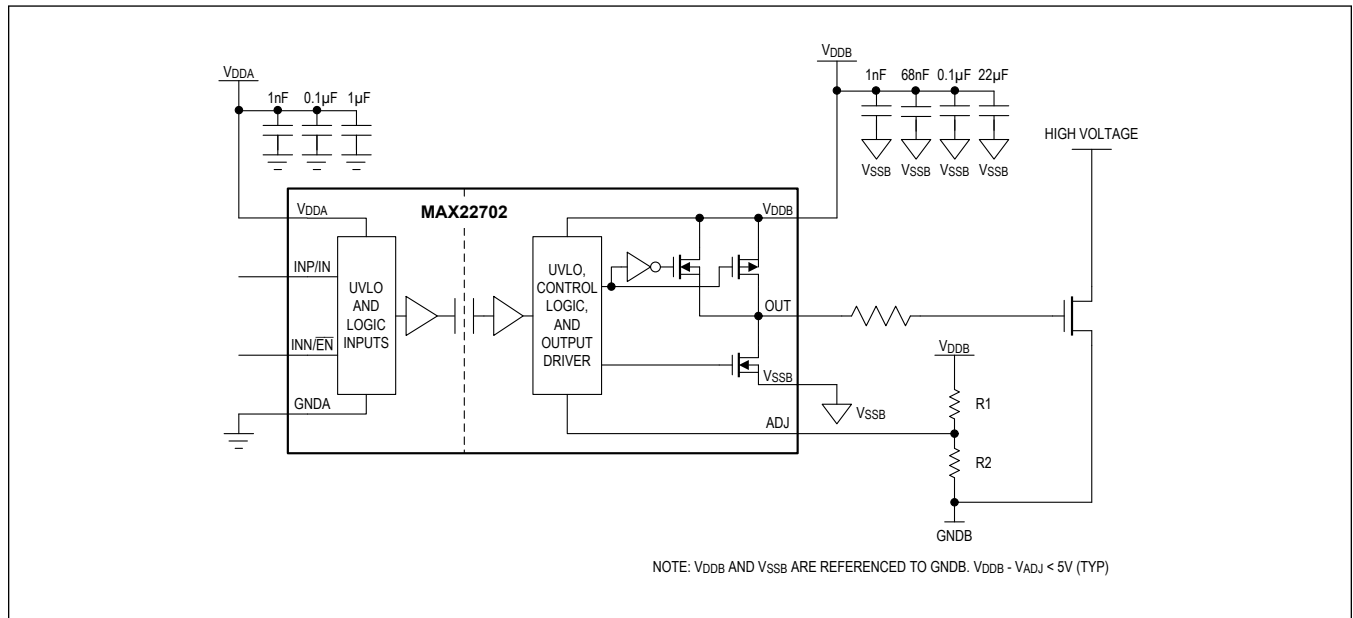 VDDA
1nF 0.1µF 1µF
VDDB
1nF 68nF 0.1µF 22µF
VSSB VSSB VSSB VSSB
HIGH VOLTAGE
MAX22702
VDDA
INP/IN
INN/EN
GNDA
UVLO
AND
LOGIC
INPUTS
UVLO,
CONTROL
LOGIC,
AND
OUTPUT
DRIVER
VDDB
OUT
VSSB
VSSB
ADJ
VDDB
R1
R2
GNDB
NOTE: VDDB AND VSSB ARE REFERENCED TO GNDB. VDDB - VADJ < 5V (TYP)